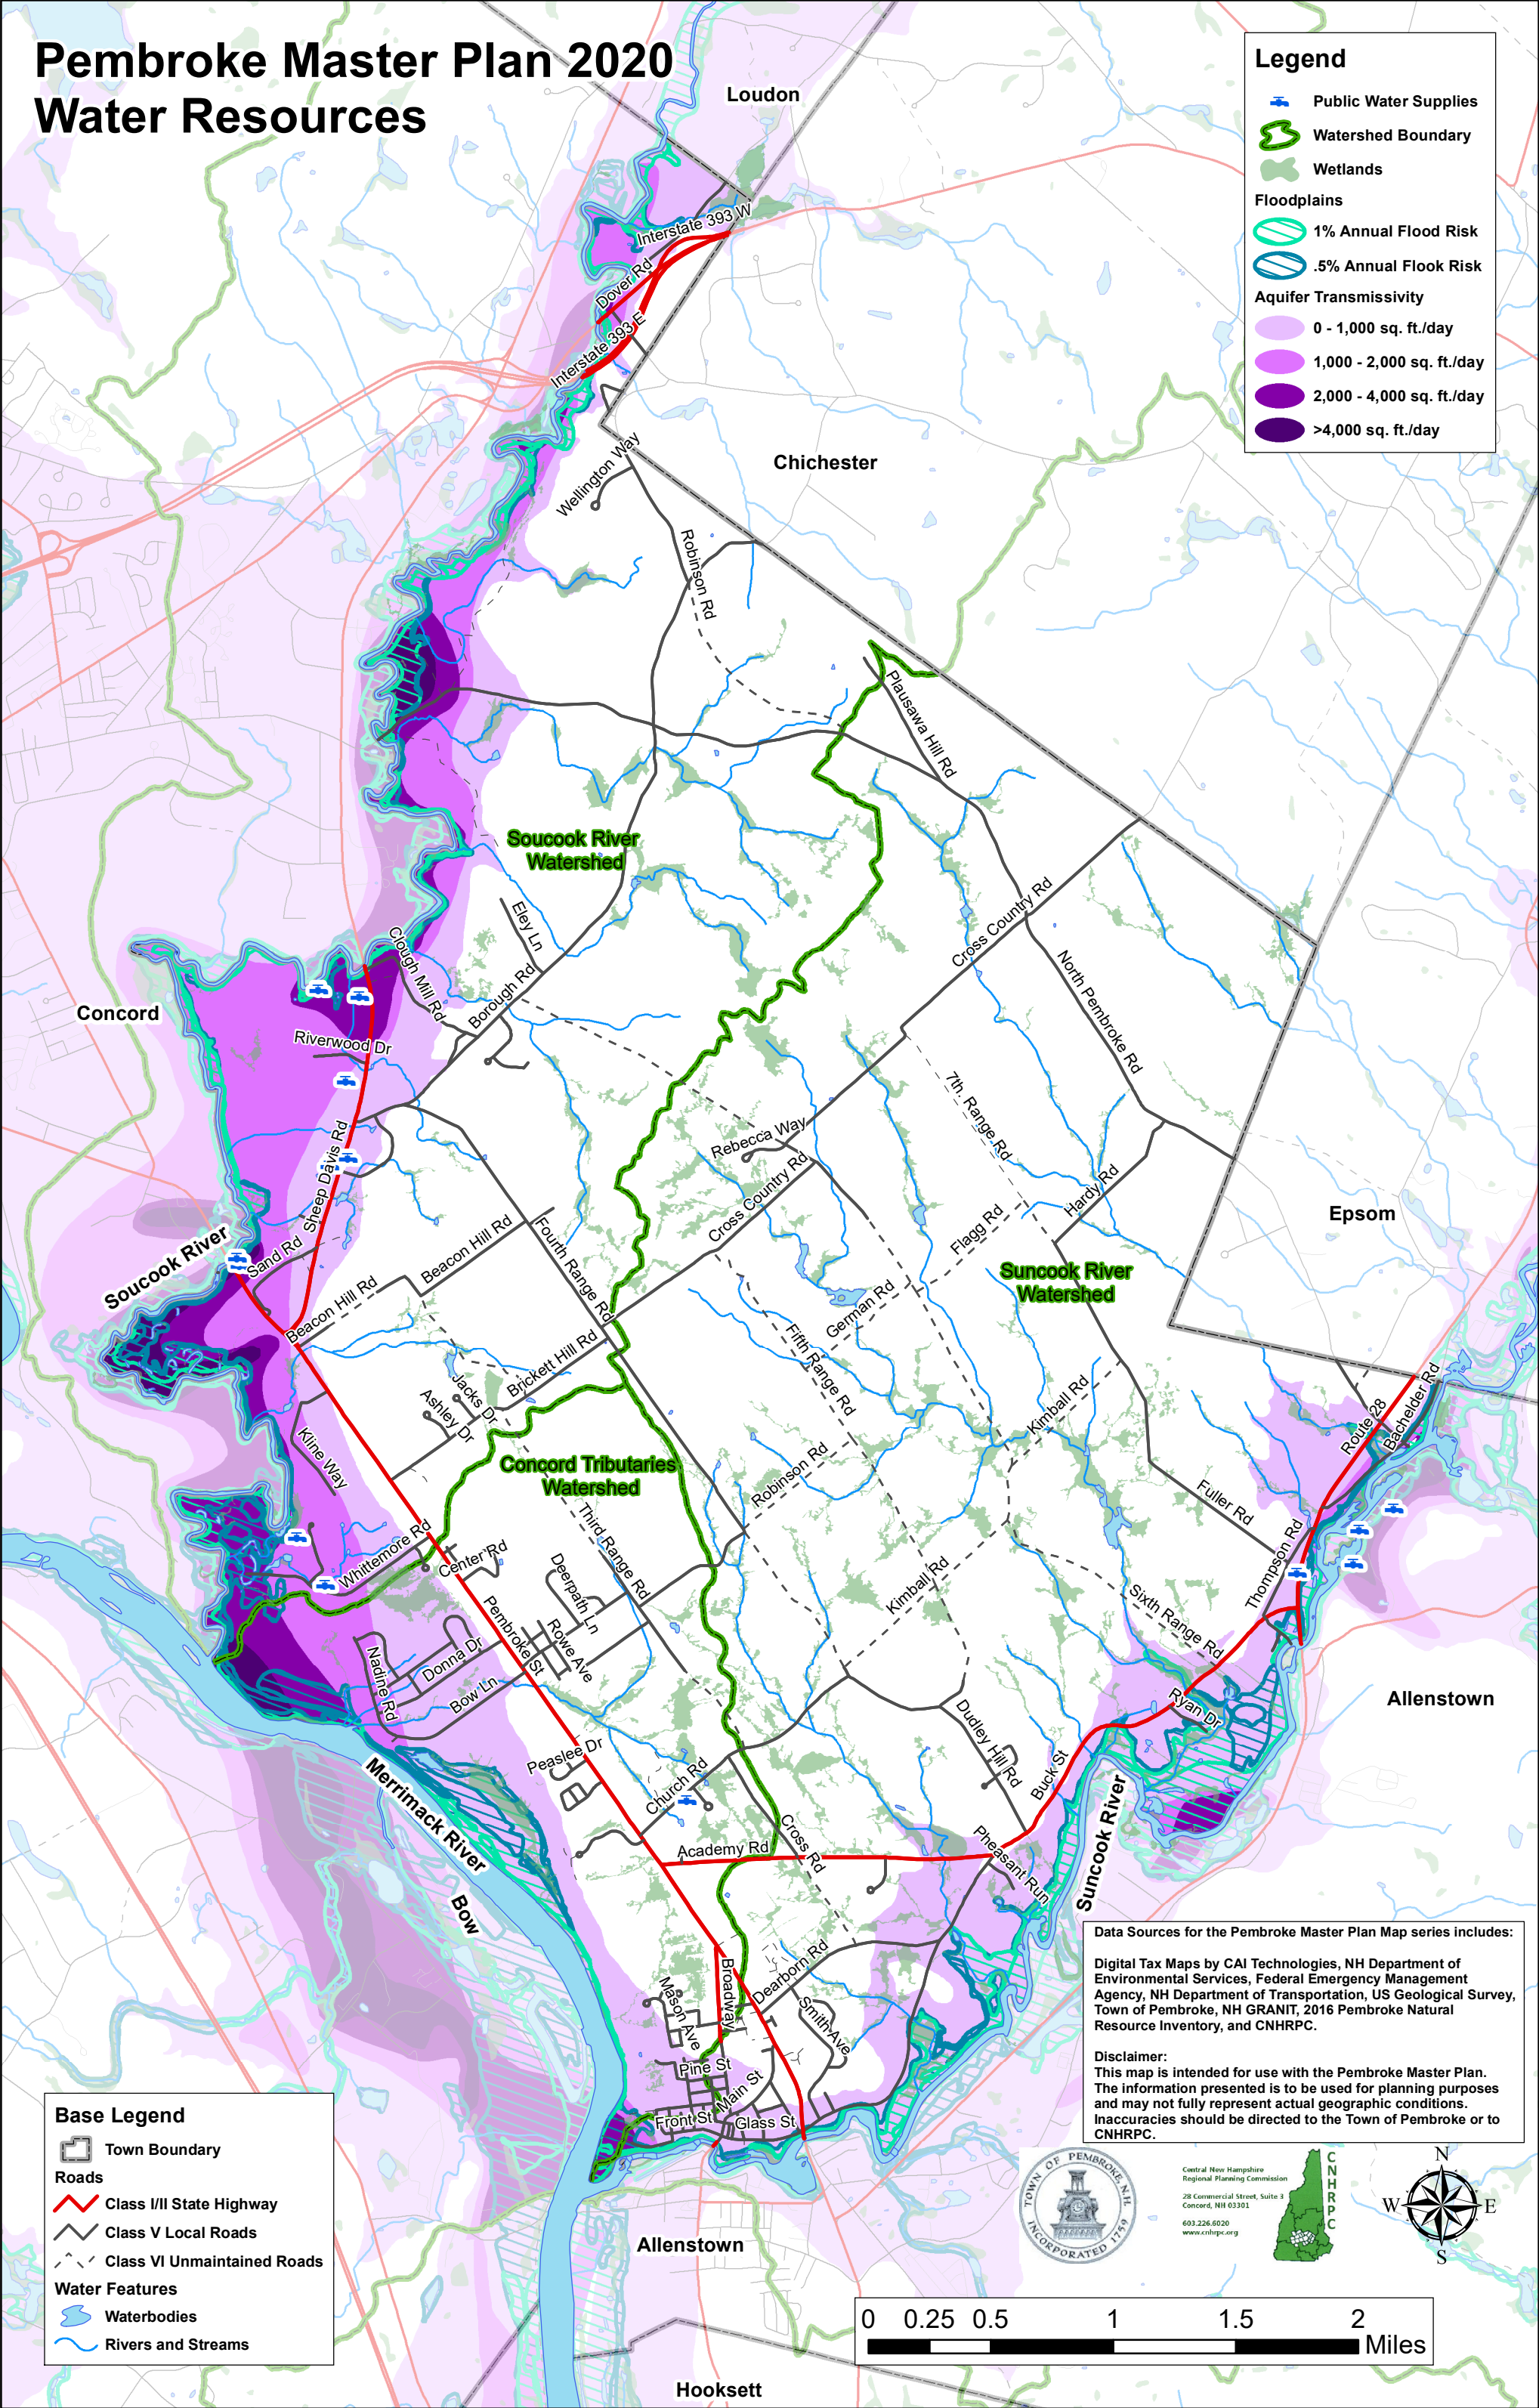 Pembroke Master Plan 2020
Water Resources
Legend
Public Water Supplies
Watershed Boundary
Wetlands
Floodplains
1% Annual Flood Risk
.5% Annual Flook Risk
Aquifer Transmissivity
0 - 1,000 sq. ft./day
1,000 - 2,000 sq. ft./day
2,000 - 4,000 sq. ft./day
>4,000 sq. ft./day
Loudon
Interstate 393 W
Dover Rd
Interstate 393 E
Chichester
Wellington Way
Robinson Rd
Plausawa Hill Rd
Soucook River
Watershed
Eley Ln
Cross Country Rd
Clough Mill Rd
Borough Rd
North Pembroke Rd
Concord
Riverwood Dr
7th. Range Rd
Rebecca Way
Sheep Davis Rd
Cross Country Rd
Hardy Rd
Flagg Rd
Epsom
Soucook River
Sand Rd
Beacon Hill Rd
Fourth Range Rd
Suncook River
Watershed
Beacon Hill Rd
German Rd
Fifth Range Rd
Brickett Hill Rd
Jacks Dr
Ashley Dr
Kimball Rd
Route 28
Bachelder Rd
Kline Way
Concord Tributaries
Watershed
Robinson Rd
Fuller Rd
Third Range Rd
Whittemore Rd
Center Rd
Deerpath Ln
Kimball Rd
Thompson Rd
Sixth Range Rd
Pembroke St
Rowe Ave
Nadine Rd
Donna Dr
Bow Ln
Ryan Dr
Allenstown
Dudley Hill Rd
Buck St
Peaslee Dr
Church Rd
Merrimack River
Suncook River
Academy Rd
Cross Rd
Pheasant Run
Bow
Broadway
Dearborn Rd
Mason Ave
Smith Ave
Pine St
Main St
Front St
Glass St
Data Sources for the Pembroke Master Plan Map series includes:
Digital Tax Maps by CAI Technologies, NH Department of
Environmental Services, Federal Emergency Management
Agency, NH Department of Transportation, US Geological Survey,
Town of Pembroke, NH GRANIT, 2016 Pembroke Natural
Resource Inventory, and CNHRPC.
Disclaimer:
This map is intended for use with the Pembroke Master Plan.
The information presented is to be used for planning purposes
and may not fully represent actual geographic conditions.
Inaccuracies should be directed to the Town of Pembroke or to
CNHRPC.
Base Legend
Town Boundary
Roads
Class I/II State Highway
Class V Local Roads
Class VI Unmaintained Roads
Water Features
Waterbodies
Rivers and Streams
Allenstown
Hooksett
TOWN OF PEMBROKE, N.H.
INCORPORATED 1759
Central New Hampshire
Regional Planning Commission
28 Commercial Street, Suite 3
Concord, NH 03301
603.226.6020
www.cnhrpc.org
CNHRPC
N
W E
S
0 0.25 0.5 1 1.5 2
Miles